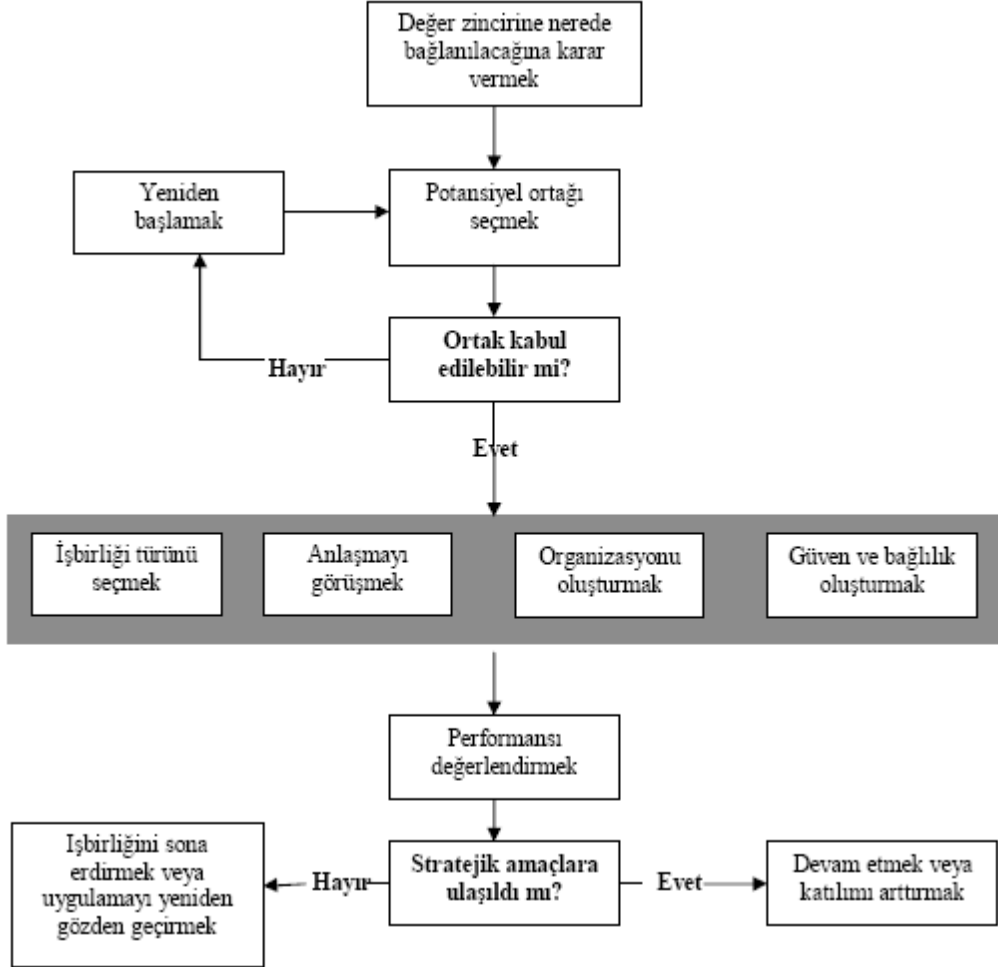 Değer zincirine nerede
bağlanılacağına karar
vermek
Yeniden
başlamak
Potansiyel ortağı
seçmek
Ortak kabul
edilebilir mi?
Hayır
Evet
İşbirliği türünü
seçmek
Anlaşmayı
görüşmek
Organizasyonu
oluşturmak
Güven ve bağlılık
oluşturmak
Performansı
değerlendirmek
İşbirliğini sona
erdirmek veya
uygulamayı yeniden
gözden geçirmek
Hayır
Stratejik amaçlara
ulaşıldı mı?
Evet
Devam etmek veya
katılımı arttırmak